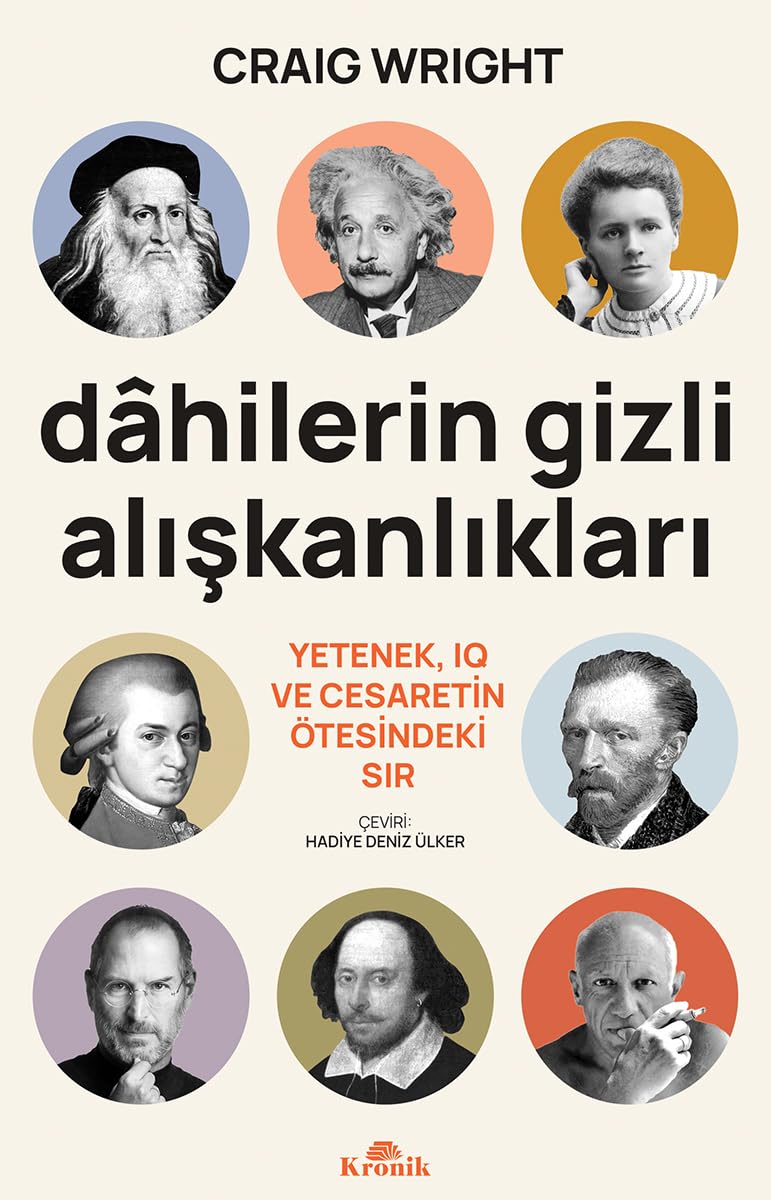 CRAIG WRIGHT
dâhilerin gizli
alışkanlıkları
YETENEK, IQ
VE CESARETİN
ÖTESİNDEKİ
SIR
ÇEVİRİ:
HADİYE DENİZ ÜLKER
Kronik